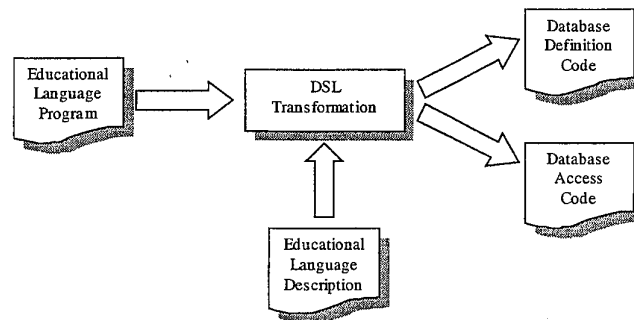 Educational
Language
Program
DSL
Transformation
Database
Definition
Code
Database
Access
Code
Educational
Language
Description